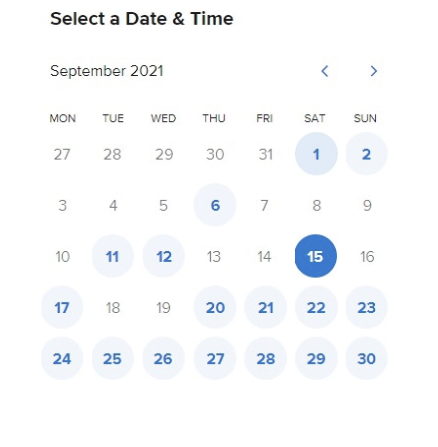 Select a Date & Time
September 2021
MON TUE WED THU FRI SAT SUN
27 28 29 30 31 1 2
3 4 5 6 7 8 9
10 11 12 13 14 15 16
17 18 19 20 21 22 23
24 25 26 27 28 29 30